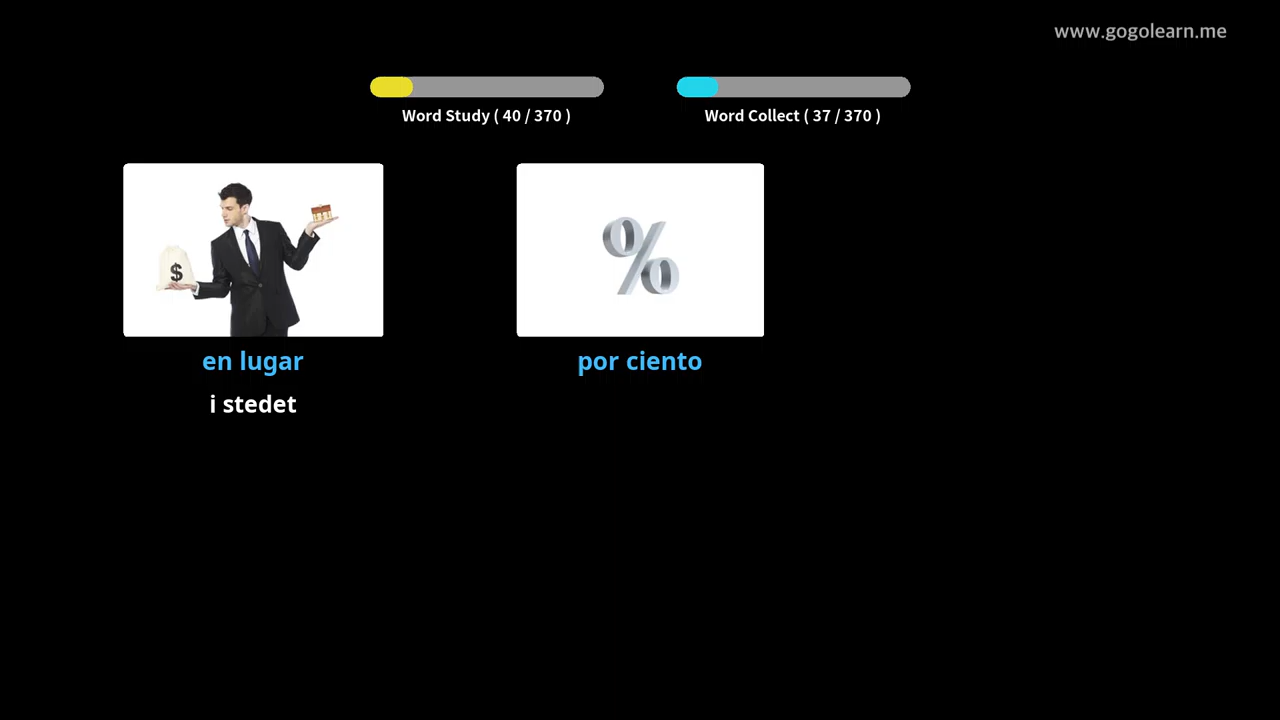 www.gogolearn.me
Word Study ( 40 / 370 )
Word Collect ( 37 / 370 )
$
%
en lugar
por ciento
i stedet